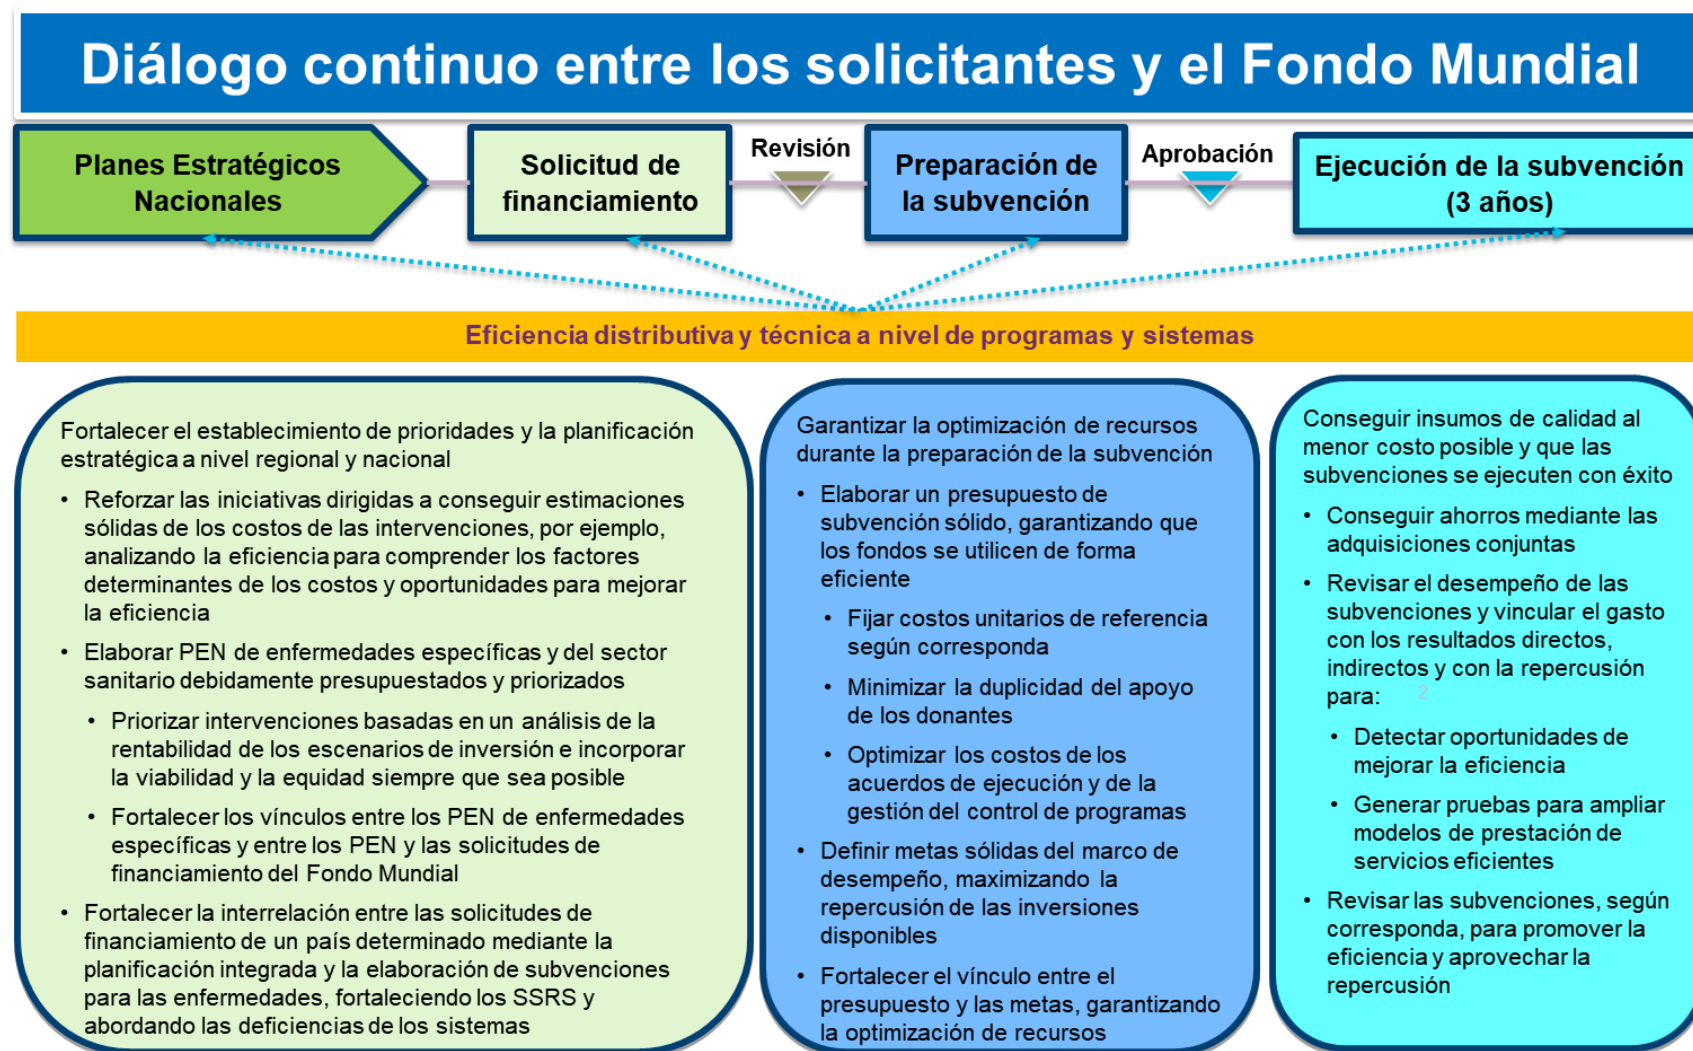 Diálogo continuo entre los solicitantes y el Fondo Mundial
Planes Estratégicos
Nacionales
Solicitud de
financiamiento
Revisión
Preparación de
la subvención
Aprobación
Ejecución de la subvención
(3 años)
Eficiencia distributiva y técnica a nivel de programas y sistemas
Fortalecer el establecimiento de prioridades y la planificación
estratégica a nivel regional y nacional
• Reforzar las iniciativas dirigidas a conseguir estimaciones
sólidas de los costos de las intervenciones, por ejemplo,
analizando la eficiencia para comprender los factores
determinantes de los costos y oportunidades para mejorar
la eficiencia
• Elaborar PEN de enfermedades específicas y del sector
sanitario debidamente presupuestados y priorizados
• Priorizar intervenciones basadas en un análisis de la
rentabilidad de los escenarios de inversión e incorporar
la viabilidad y la equidad siempre que sea posible
• Fortalecer los vínculos entre los PEN de enfermedades
específicas y entre los PEN y las solicitudes de
financiamiento del Fondo Mundial
• Fortalecer la interrelación entre las solicitudes de
financiamiento de un país determinado mediante la
planificación integrada y la elaboración de subvenciones
para las enfermedades, fortaleciendo los SSRS y
abordando las deficiencias de los sistemas
Garantizar la optimización de recursos
durante la preparación de la subvención
• Elaborar un presupuesto de
subvención sólido, garantizando que
los fondos se utilicen de forma
eficiente
• Fijar costos unitarios de referencia
según corresponda
• Minimizar la duplicidad del apoyo
de los donantes
• Optimizar los costos de los
acuerdos de ejecución y de la
gestión del control de programas
• Definir metas sólidas del marco de
desempeño, maximizando la
repercusión de las inversiones
disponibles
• Fortalecer el vínculo entre el
presupuesto y las metas, garantizando
la optimización de recursos
Conseguir insumos de calidad al
menor costo posible y que las
subvenciones se ejecuten con éxito
• Conseguir ahorros mediante las
adquisiciones conjuntas
• Revisar el desempeño de las
subvenciones y vincular el gasto
con los resultados directos,
indirectos y con la repercusión
para: 2
• Detectar oportunidades de
mejorar la eficiencia
• Generar pruebas para ampliar
modelos de prestación de
servicios eficientes
• Revisar las subvenciones, según
corresponda, para promover la
eficiencia y aprovechar la
repercusión